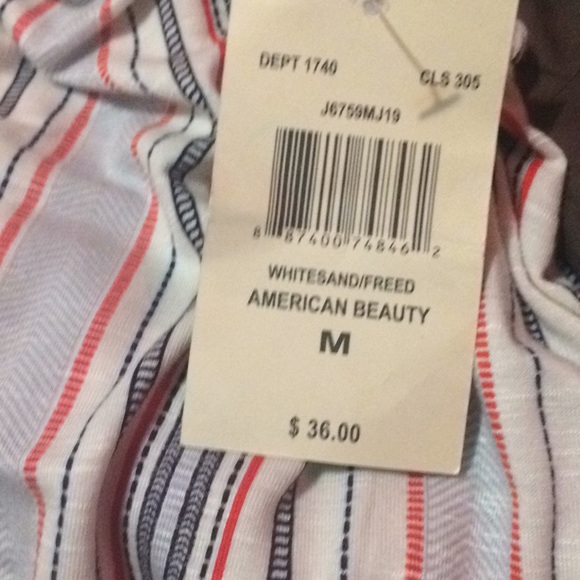 DEPT 1740 CLS 305
J6759MJ19
8 87400 74846 2
WHITESAND/FREED
AMERICAN BEAUTY
M
$ 36.00